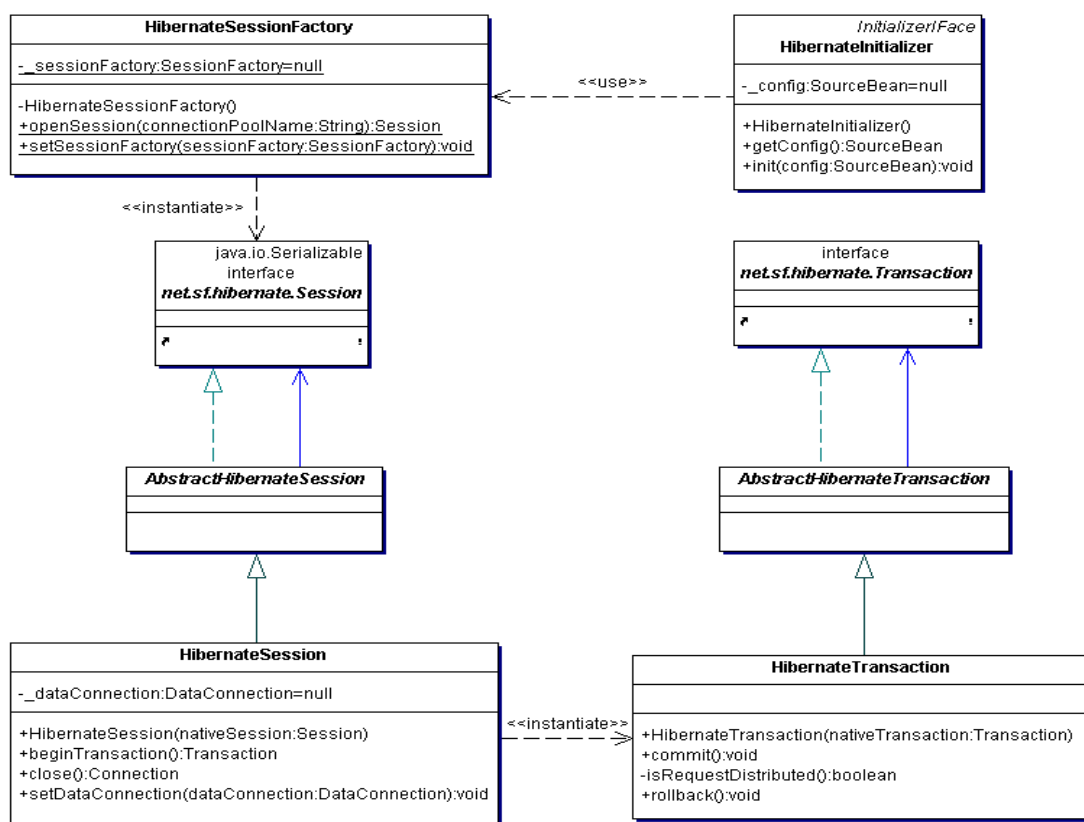 HibernateSessionFactory
-_sessionFactory:SessionFactory=null
-HibernateSessionFactory()
+openSession(connectionPoolName:String):Session
+setSessionFactory(sessionFactory:SessionFactory):void
<<use>>
InitializerIFace
HibernateInitializer
-_config:SourceBean=null
+HibernateInitializer()
+getConfig():SourceBean
+init(config:SourceBean):void
<<instantiate>>
java.io.Serializable
interface
net.sf.hibernate.Session
interface
net.sf.hibernate.Transaction
AbstractHibernateSession
AbstractHibernateTransaction
HibernateSession
-_dataConnection:DataConnection=null
+HibernateSession(nativeSession:Session)
+beginTransaction():Transaction
+close():Connection
+setDataConnection(dataConnection:DataConnection):void
<<instantiate>>
HibernateTransaction
+HibernateTransaction(nativeTransaction:Transaction)
+commit():void
-isRequestDistributed():boolean
+rollback():void